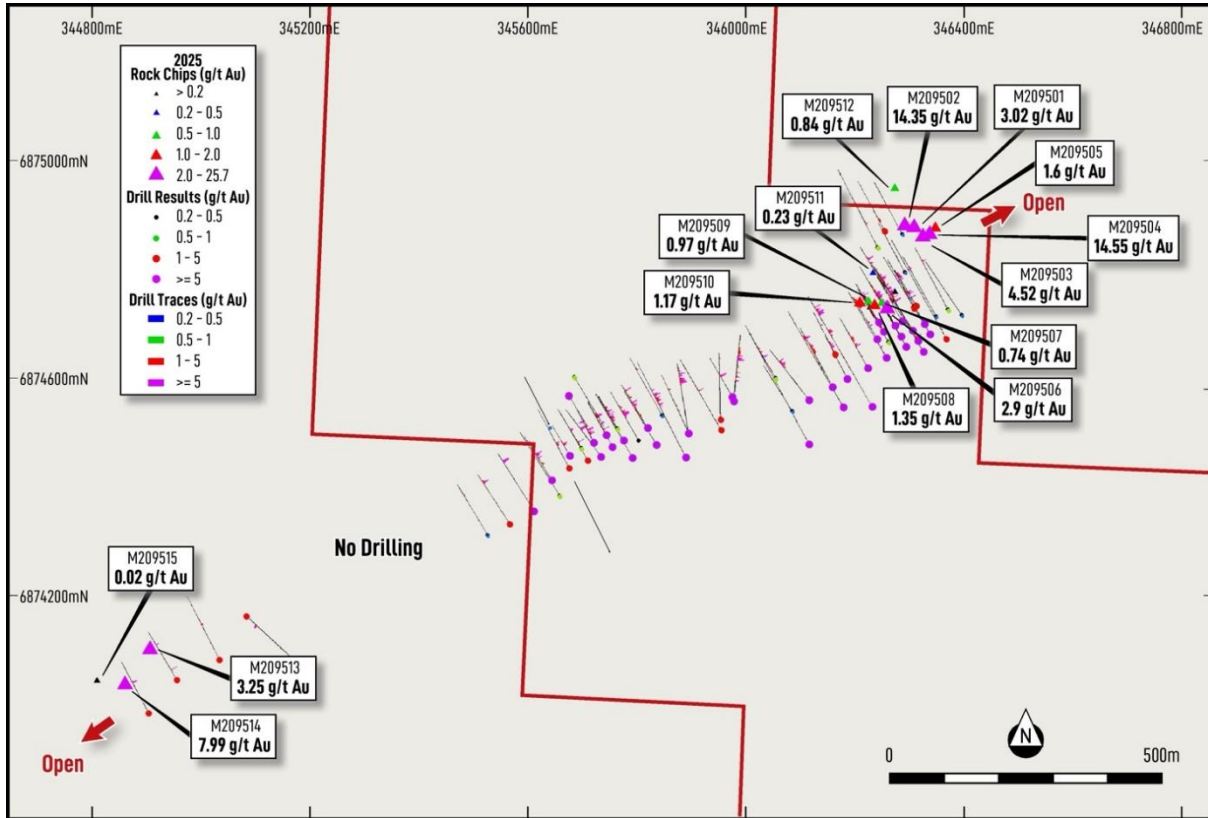 344800mE
345200mE
345600mE
346000mE
346400mE
346800mE
6875000mN
6874600mN
6874200mN
2025
Rock Chips (g/t Au)
> 0.2
0.2 – 0.5
0.5 – 1.0
1.0 – 2.0
2.0 – 25.7
Drill Results (g/t Au)
0.2 – 0.5
0.5 – 1
1 – 5
>= 5
Drill Traces (g/t Au)
0.2 – 0.5
0.5 – 1
1 – 5
>= 5
M209512
0.84 g/t Au
M209502
14.35 g/t Au
M209501
3.02 g/t Au
M209505
1.6 g/t Au
Open
M209511
0.23 g/t Au
M209509
0.97 g/t Au
M209504
14.55 g/t Au
M209510
1.17 g/t Au
M209503
4.52 g/t Au
M209507
0.74 g/t Au
M209506
2.9 g/t Au
M209508
1.35 g/t Au
No Drilling
M209515
0.02 g/t Au
M209513
3.25 g/t Au
M209514
7.99 g/t Au
Open
N
0
500m